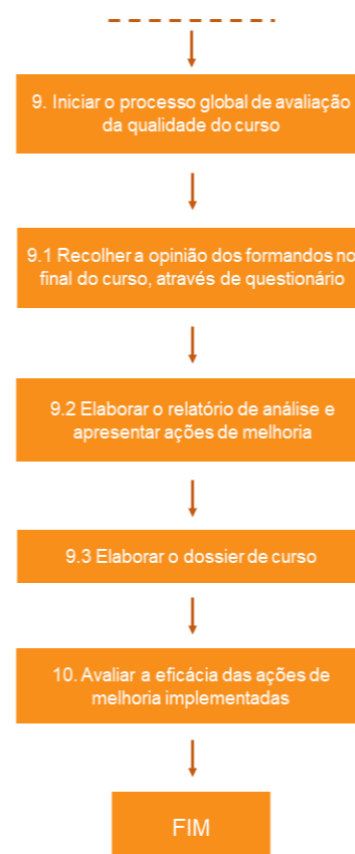 9. Iniciar o processo global de avaliação
da qualidade do curso
9.1 Recolher a opinião dos formandos no
final do curso, através de questionário
9.2 Elaborar o relatório de análise e
apresentar ações de melhoria
9.3 Elaborar o dossier de curso
10. Avaliar a eficácia das ações de
melhoria implementadas
FIM